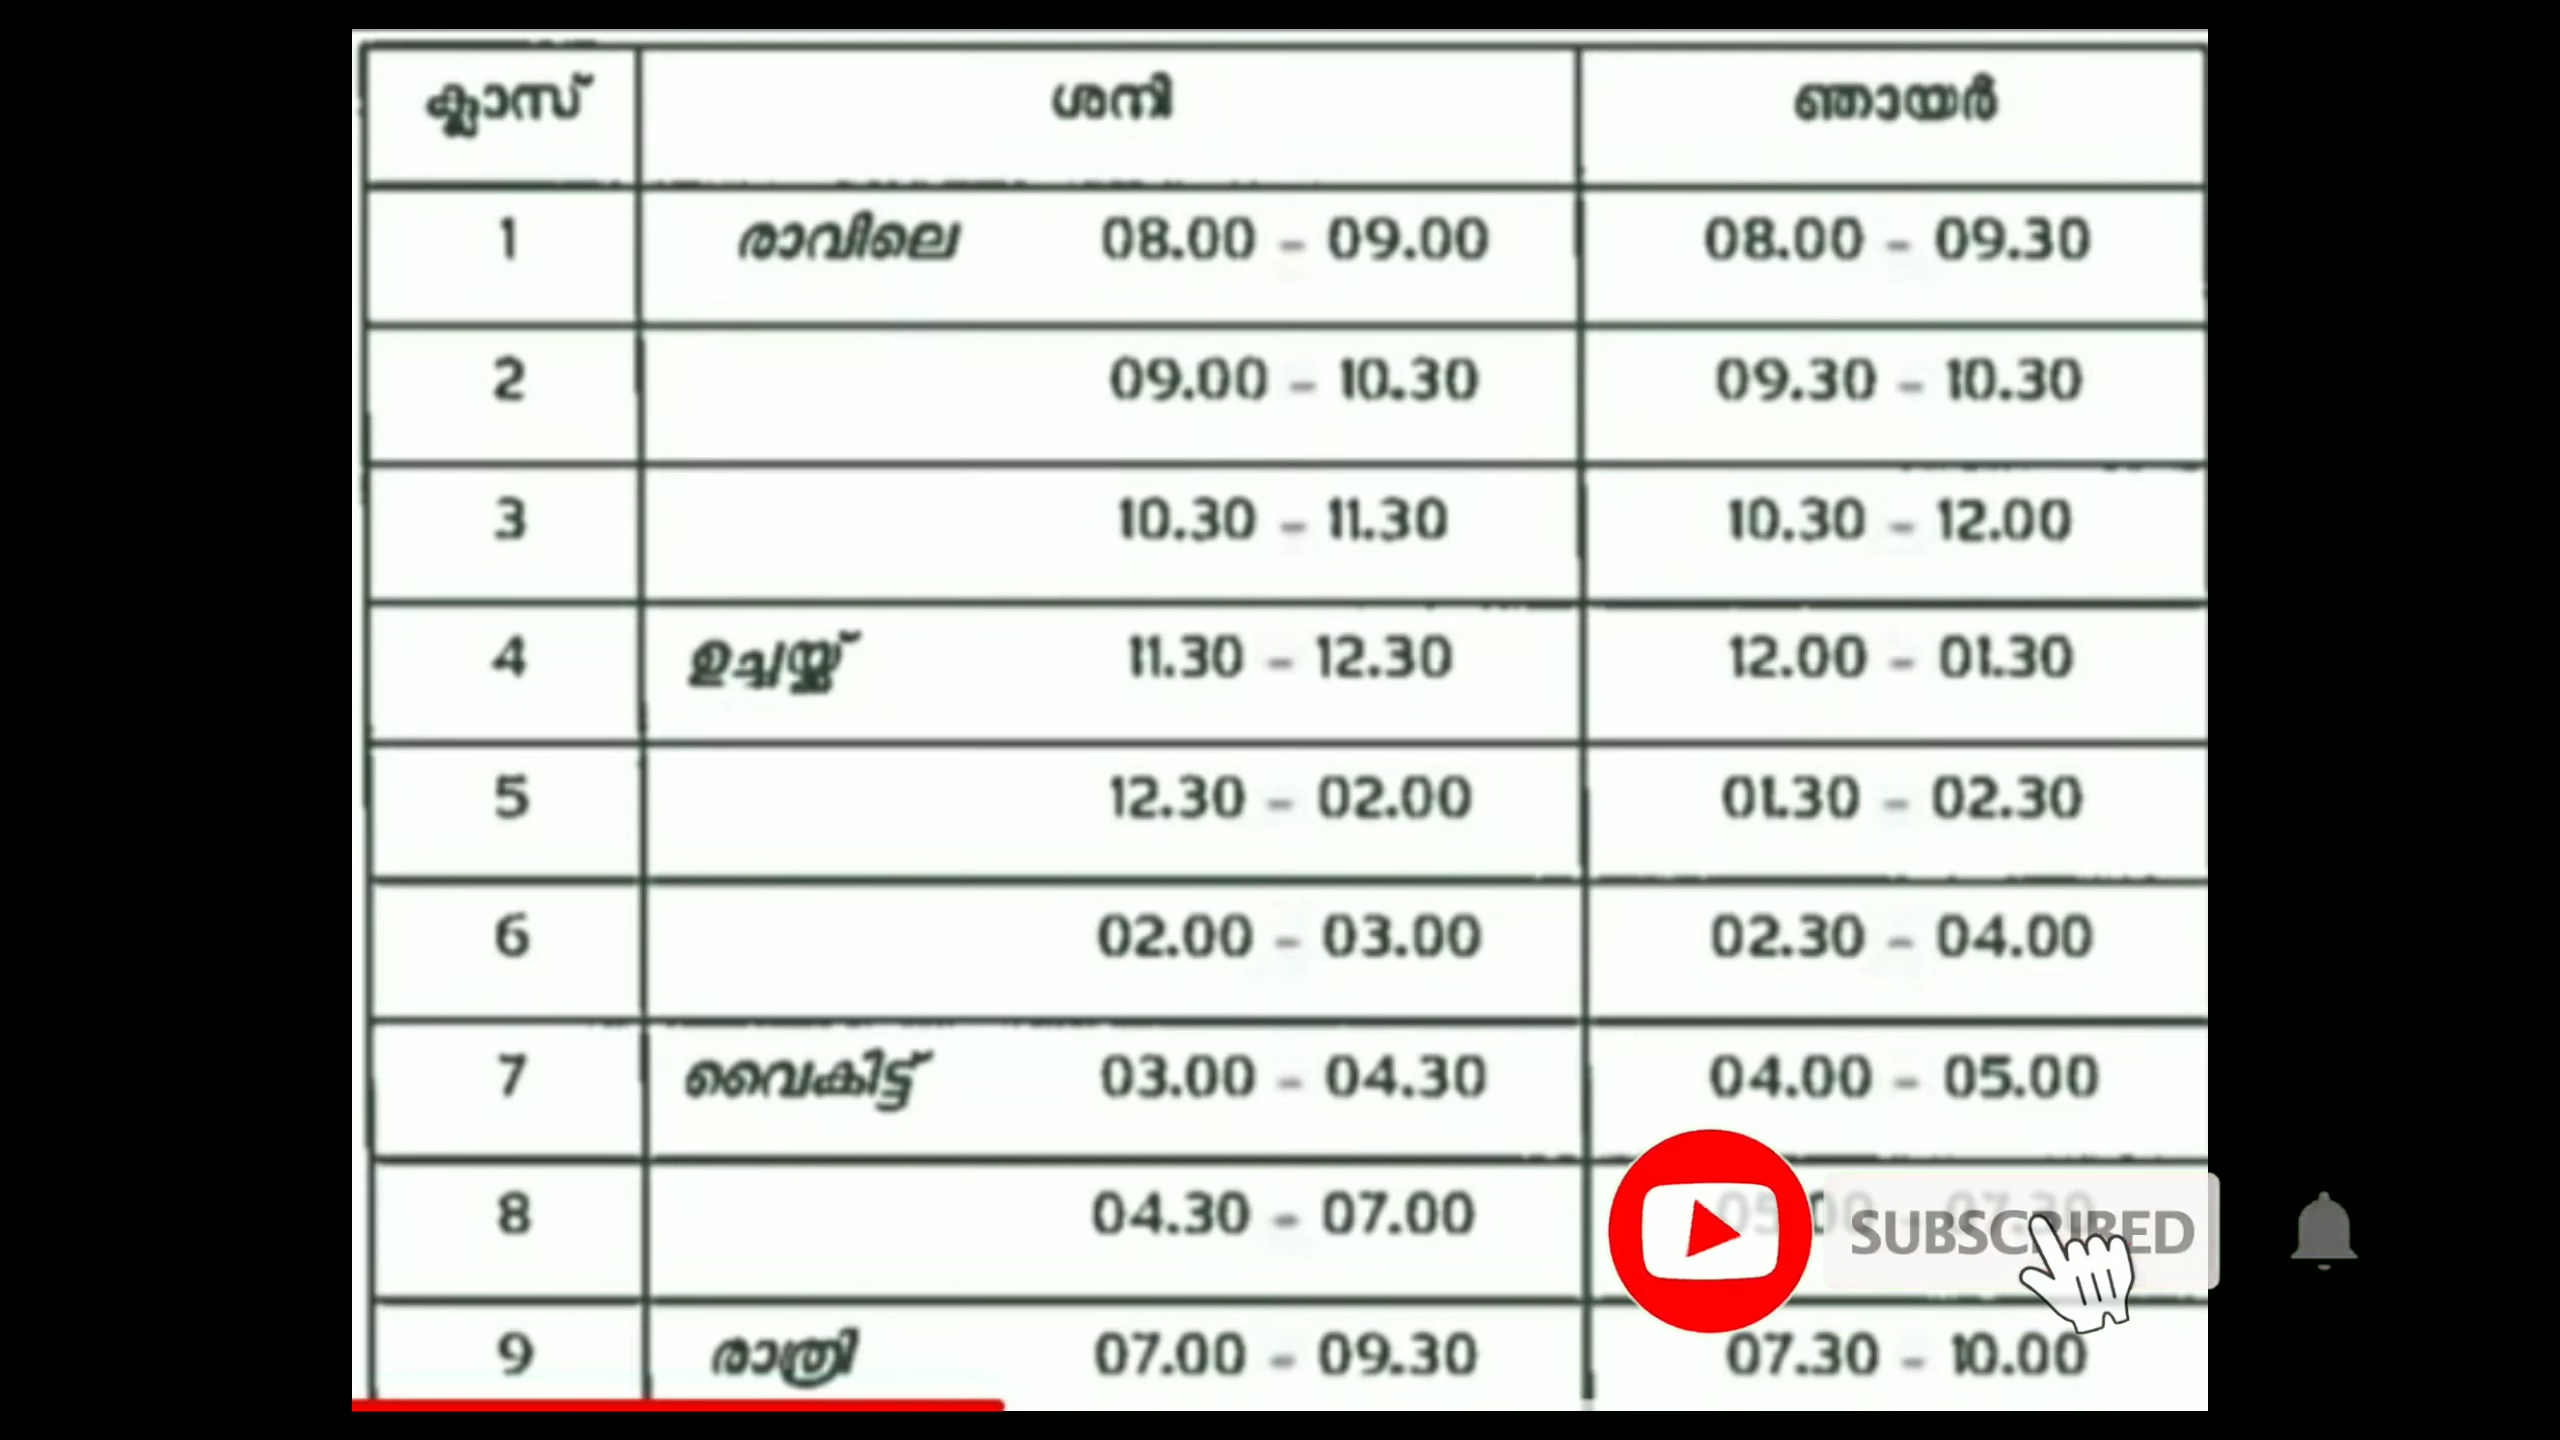 ക്ലാസ് ശനി ഞായർ
1 രാവിലെ 08.00 - 09.00 08.00 - 09.30
2 09.00 - 10.30 09.30 - 10.30
3 10.30 - 11.30 10.30 - 12.00
4 ഉച്ചയ്ക്ക് 11.30 - 12.30 12.00 - 01.30
5 12.30 - 02.00 01.30 - 02.30
6 02.00 - 03.00 02.30 - 04.00
7 വൈകിട്ട് 03.00 - 04.30 04.00 - 05.00
8 04.30 - 07.00 05.00 - 07.30
SUBSCRIBED
9 രാത്രി 07.00 - 09.30 07.30 - 10.00